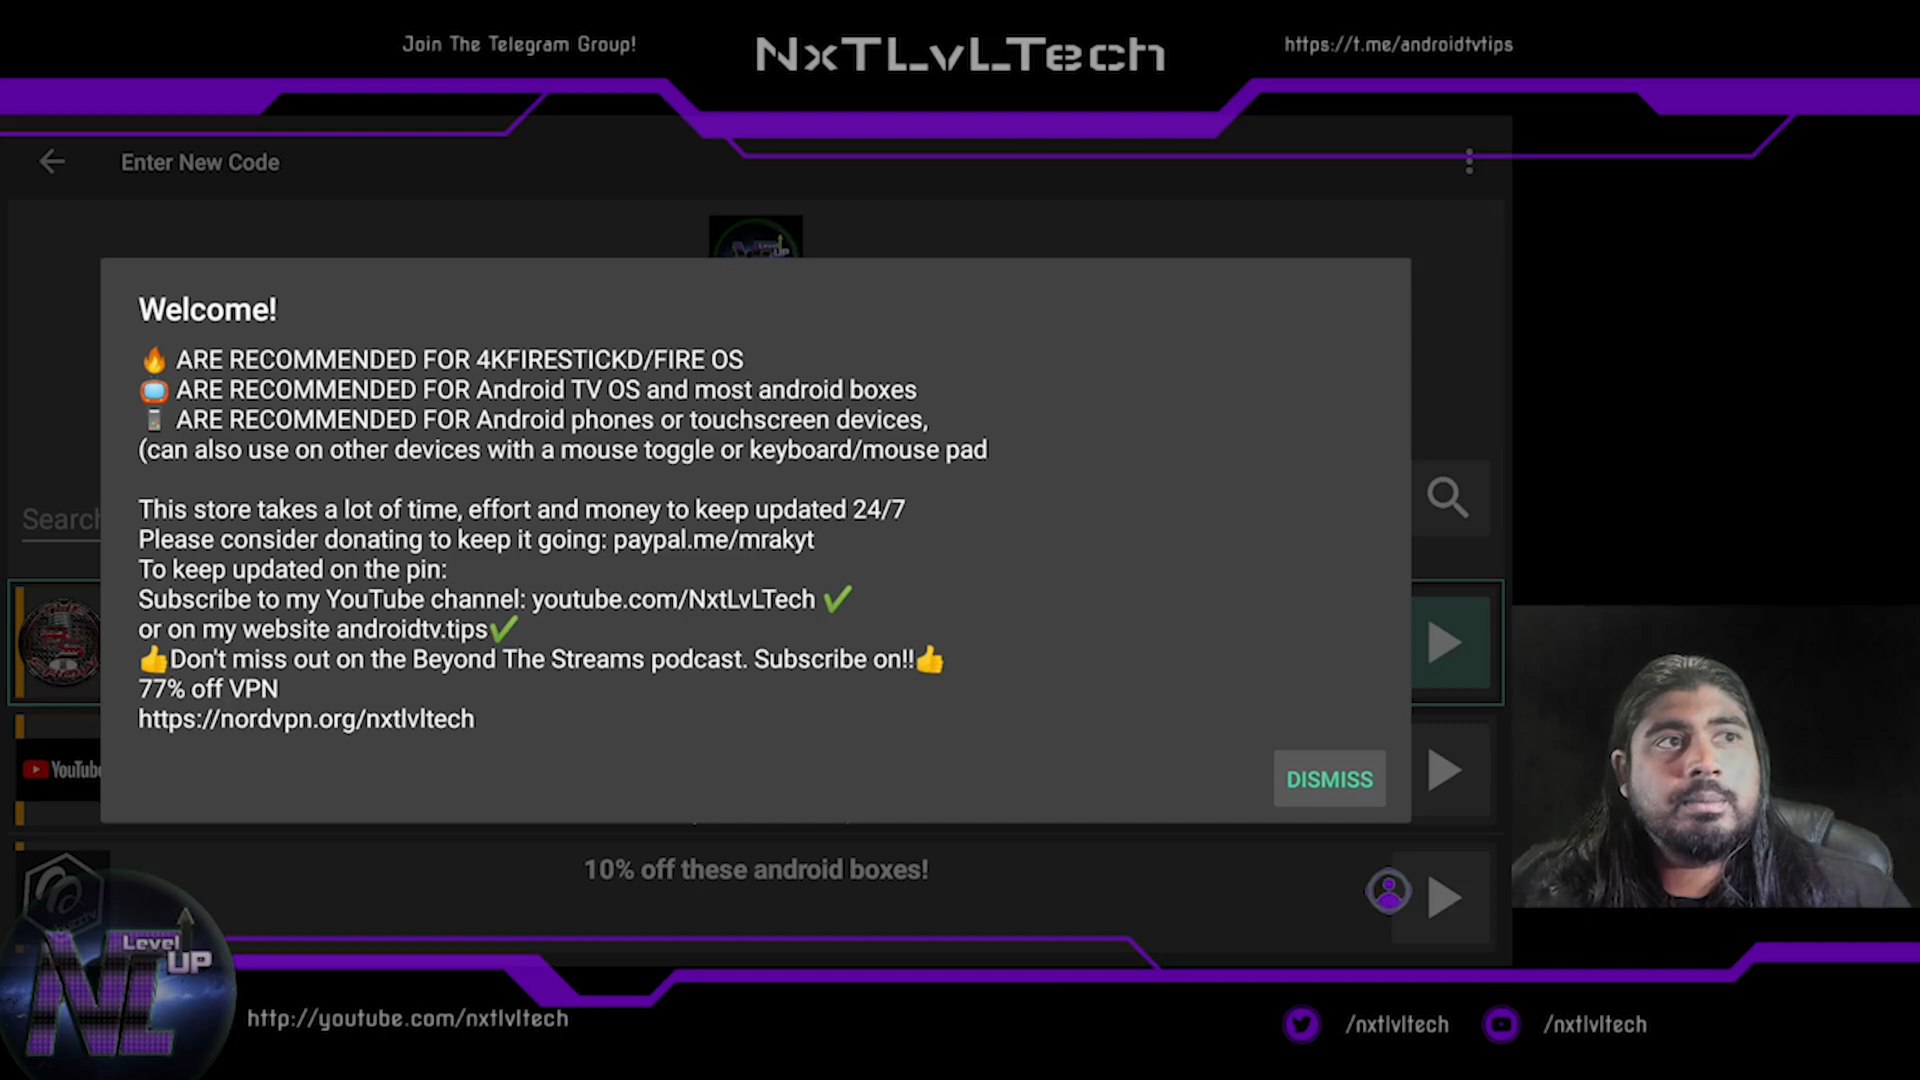 Join The Telegram Group!
NxTLvLTech
https://t.me/androidtvtips
Enter New Code
Level UP
Welcome!
🔥 ARE RECOMMENDED FOR 4KFIRESTICKD/FIRE OS
📺 ARE RECOMMENDED FOR Android TV OS and most android boxes
📱 ARE RECOMMENDED FOR Android phones or touchscreen devices,
(can also use on other devices with a mouse toggle or keyboard/mouse pad
This store takes a lot of time, effort and money to keep updated 24/7
Please consider donating to keep it going: paypal.me/mrakyt
To keep updated on the pin:
Subscribe to my YouTube channel: youtube.com/NxtLvLTech ✔
or on my website androidtv.tips✔
👍Don't miss out on the Beyond The Streams podcast. Subscribe on!!👍
77% off VPN
https://nordvpn.org/nxtlvltech
DISMISS
Search
YouTube
10% off these android boxes!
buzztv
Level
UP
NL
http://youtube.com/nxtlvltech
/nxtlvltech
/nxtlvltech